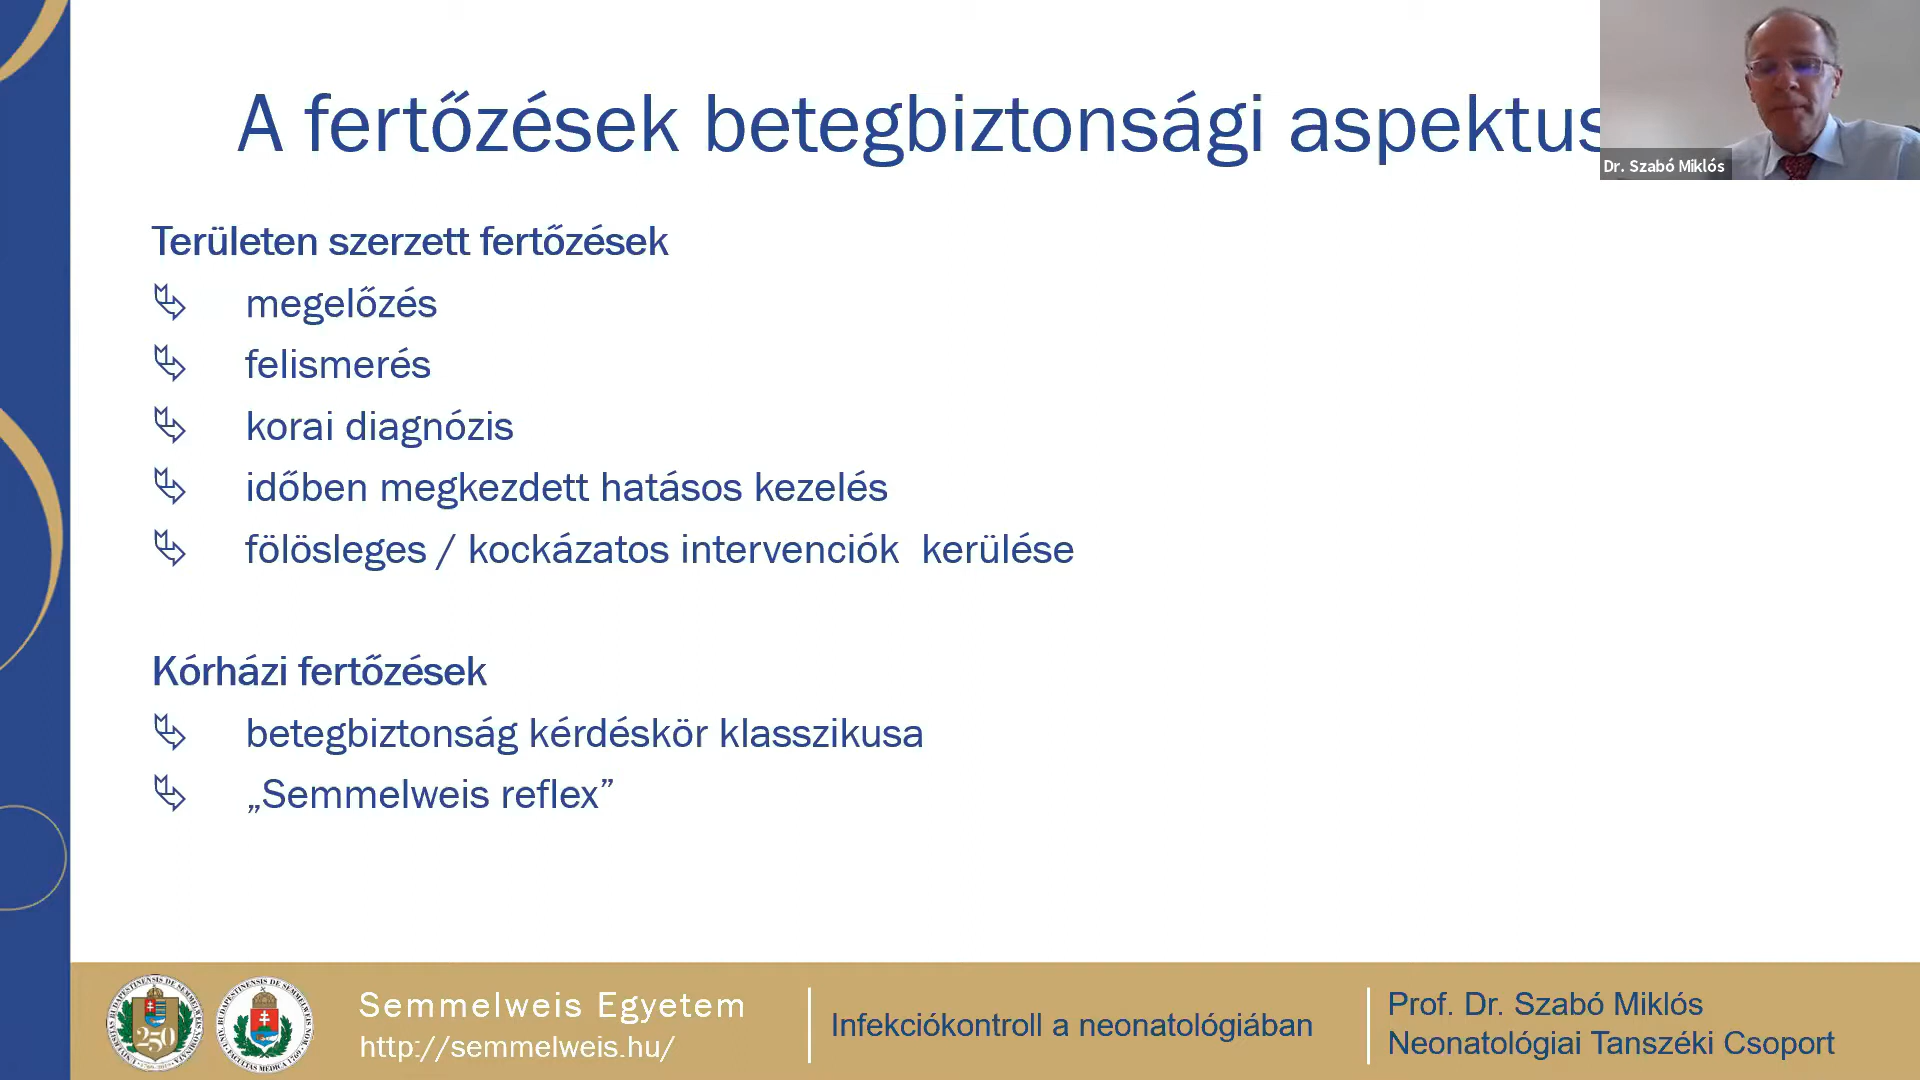 A fertőzések betegbiztonsági aspektus
Dr. Szabó Miklós
Területen szerzett fertőzések
megelőzés
felismerés
korai diagnózis
időben megkezdett hatásos kezelés
fölösleges / kockázatos intervenciók kerülése
Kórházi fertőzések
betegbiztonság kérdéskör klasszikusa
„Semmelweis reflex”
250
Semmelweis Egyetem
http://semmelweis.hu/
Infekciókontroll a neonatológiában
Prof. Dr. Szabó Miklós
Neonatológiai Tanszéki Csoport